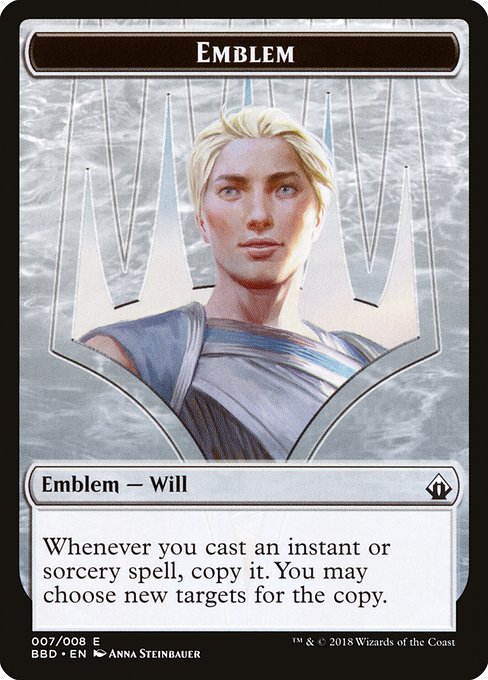 EMBLEM
Emblem — Will
Whenever you cast an instant or
sorcery spell, copy it. You may
choose new targets for the copy.
007/008 E
BBD • EN ANNA STEINBAUER
™ & © 2018 Wizards of the Coast